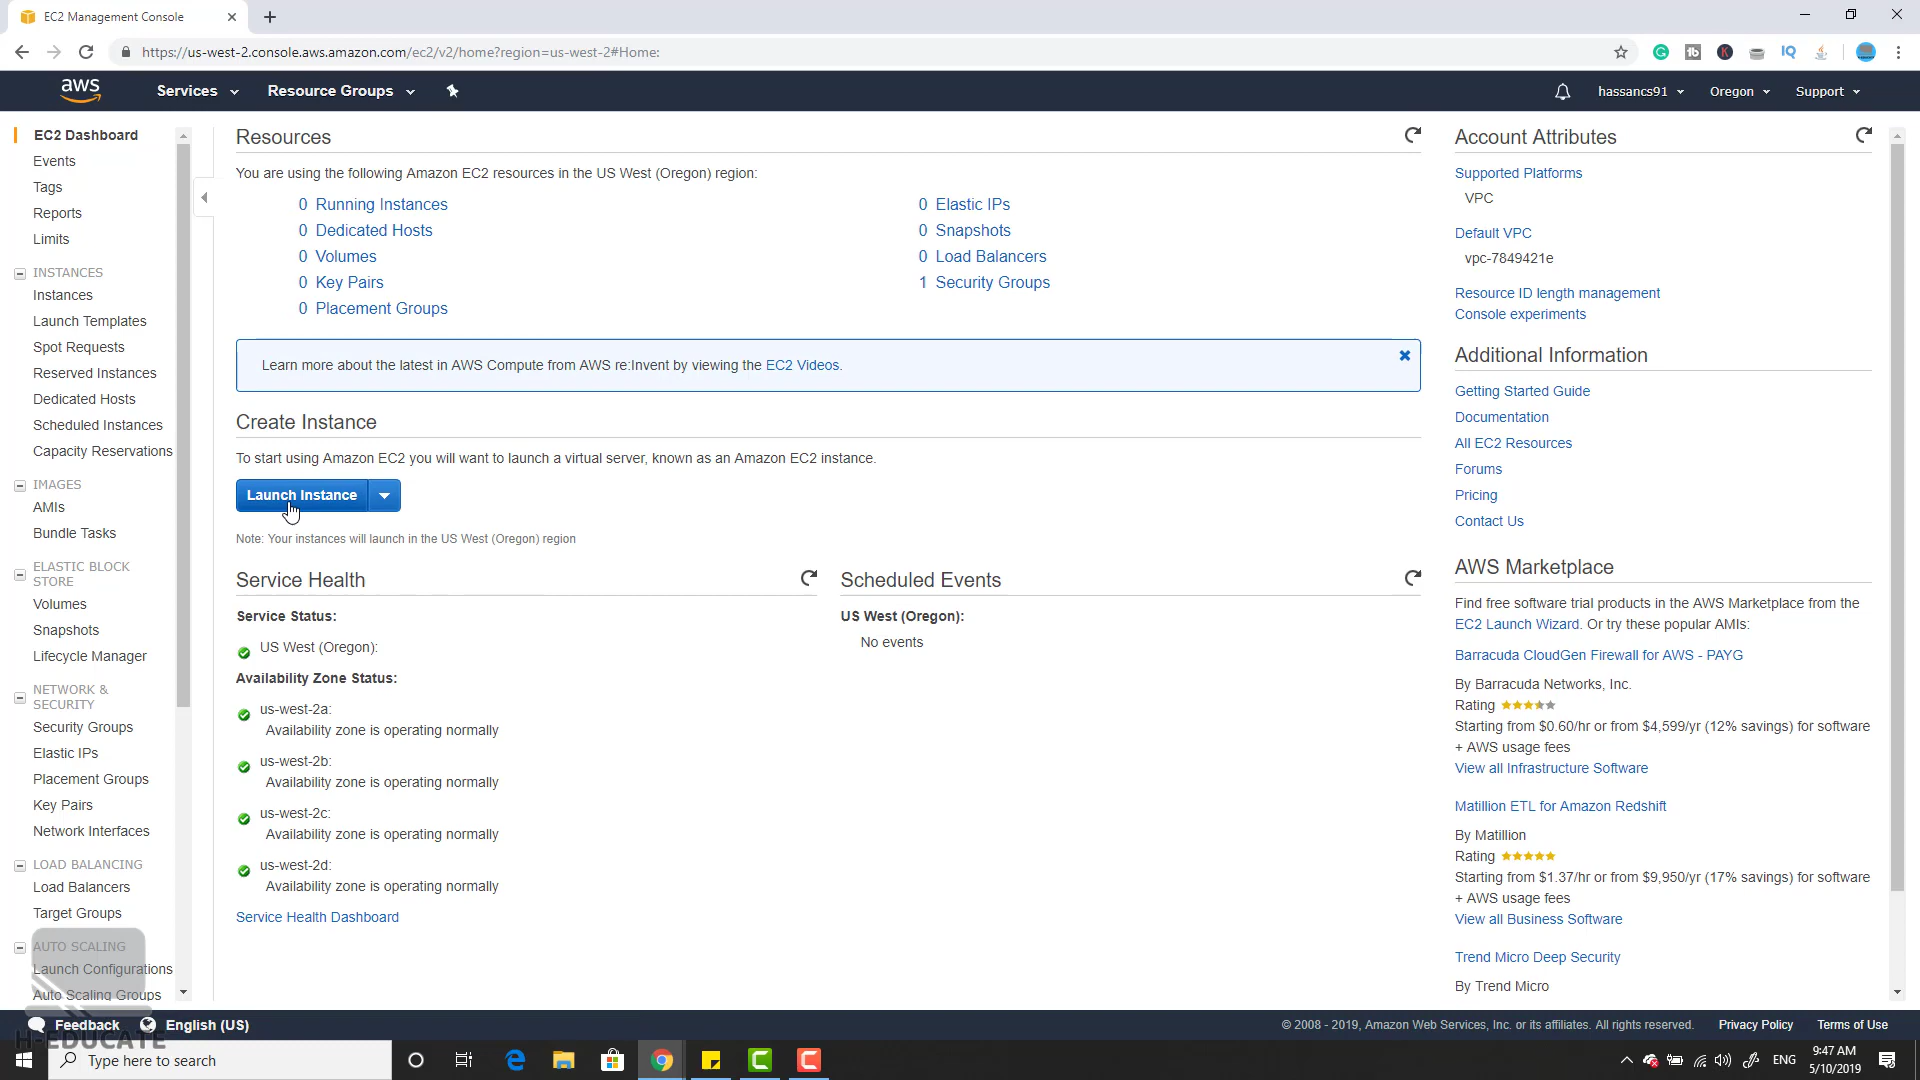 EC2 Management Console
https://us-west-2.console.aws.amazon.com/ec2/v2/home?region=us-west-2#Home:
aws
Services
Resource Groups
hassancs91
Oregon
Support
EC2 Dashboard
Events
Tags
Reports
Limits
INSTANCES
Instances
Launch Templates
Spot Requests
Reserved Instances
Dedicated Hosts
Scheduled Instances
Capacity Reservations
IMAGES
AMIs
Bundle Tasks
ELASTIC BLOCK
STORE
Volumes
Snapshots
Lifecycle Manager
NETWORK &
SECURITY
Security Groups
Elastic IPs
Placement Groups
Key Pairs
Network Interfaces
LOAD BALANCING
Load Balancers
Target Groups
AUTO SCALING
Launch Configurations
Auto Scaling Groups
Resources
You are using the following Amazon EC2 resources in the US West (Oregon) region:
0 Running Instances
0 Dedicated Hosts
0 Volumes
0 Key Pairs
0 Placement Groups
0 Elastic IPs
0 Snapshots
0 Load Balancers
1 Security Groups
Learn more about the latest in AWS Compute from AWS re:Invent by viewing the EC2 Videos.
Create Instance
To start using Amazon EC2 you will want to launch a virtual server, known as an Amazon EC2 instance.
Launch Instance
Note: Your instances will launch in the US West (Oregon) region
Service Health
Service Status:
US West (Oregon):
Availability Zone Status:
us-west-2a:
Availability zone is operating normally
us-west-2b:
Availability zone is operating normally
us-west-2c:
Availability zone is operating normally
us-west-2d:
Availability zone is operating normally
Service Health Dashboard
Scheduled Events
US West (Oregon):
No events
Account Attributes
Supported Platforms
VPC
Default VPC
vpc-7849421e
Resource ID length management
Console experiments
Additional Information
Getting Started Guide
Documentation
All EC2 Resources
Forums
Pricing
Contact Us
AWS Marketplace
Find free software trial products in the AWS Marketplace from the
EC2 Launch Wizard. Or try these popular AMIs:
Barracuda CloudGen Firewall for AWS - PAYG
By Barracuda Networks, Inc.
Rating
Starting from $0.60/hr or from $4,599/yr (12% savings) for software
+ AWS usage fees
View all Infrastructure Software
Matillion ETL for Amazon Redshift
By Matillion
Rating
Starting from $1.37/hr or from $9,950/yr (17% savings) for software
+ AWS usage fees
View all Business Software
Trend Micro Deep Security
By Trend Micro
Feedback
English (US)
© 2008 - 2019, Amazon Web Services, Inc. or its affiliates. All rights reserved.
Privacy Policy
Terms of Use
H-EDUCATE
Type here to search
ENG
9:47 AM
5/10/2019